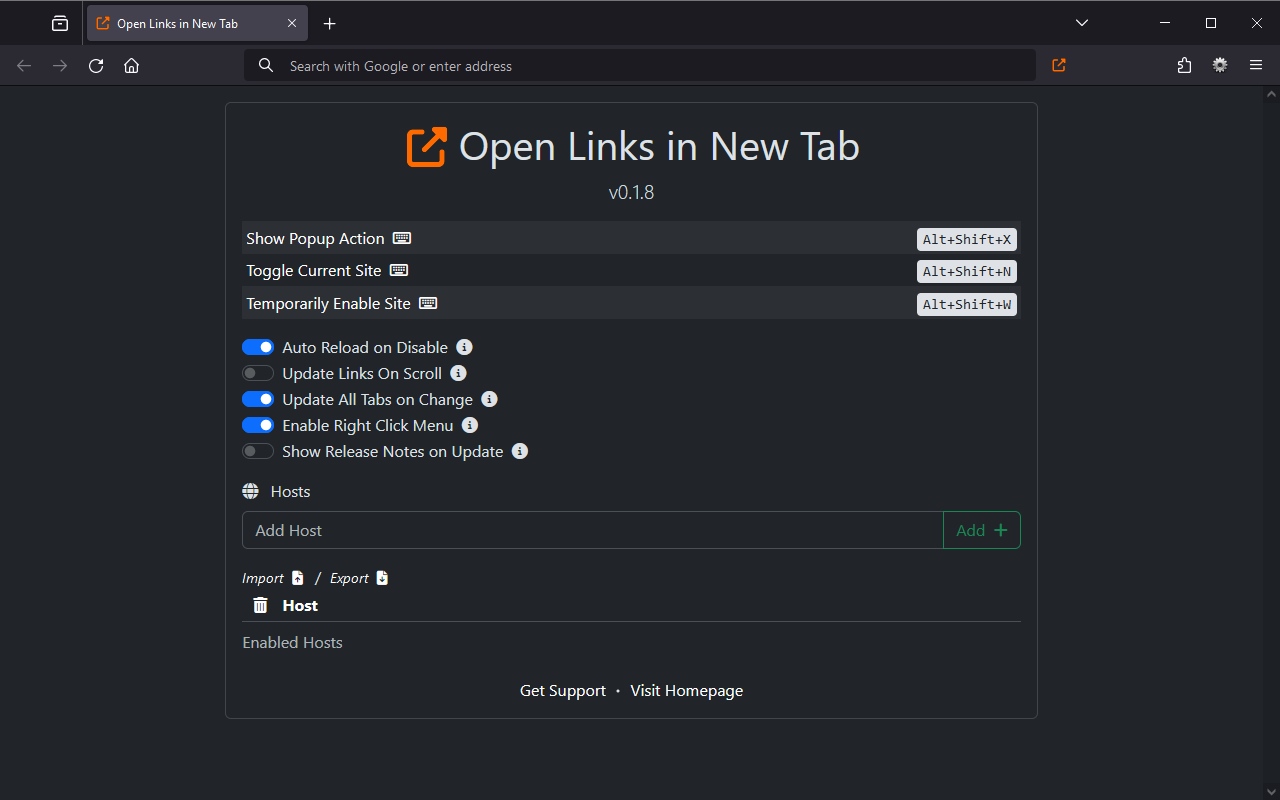 Open Links in New Tab
Search with Google or enter address
Open Links in New Tab
v0.1.8
Show Popup Action Alt+Shift+X
Toggle Current Site Alt+Shift+N
Temporarily Enable Site Alt+Shift+W
Auto Reload on Disable
Update Links On Scroll
Update All Tabs on Change
Enable Right Click Menu
Show Release Notes on Update
Hosts
Add Host Add +
Import / Export
Host
Enabled Hosts
Get Support · Visit Homepage